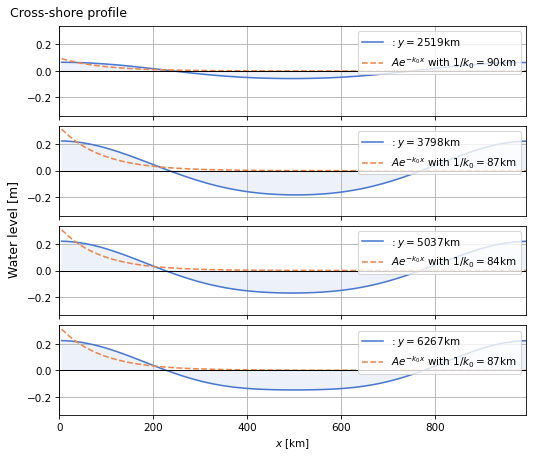 Cross-shore profile
Water level [m]
0.2
0.0
−0.2
: y = 2519km
Ae^{−k₀x} with 1/k₀ = 90km
0.2
0.0
−0.2
: y = 3798km
Ae^{−k₀x} with 1/k₀ = 87km
0.2
0.0
−0.2
: y = 5037km
Ae^{−k₀x} with 1/k₀ = 84km
0.2
0.0
−0.2
: y = 6267km
Ae^{−k₀x} with 1/k₀ = 87km
0 200 400 600 800
x [km]